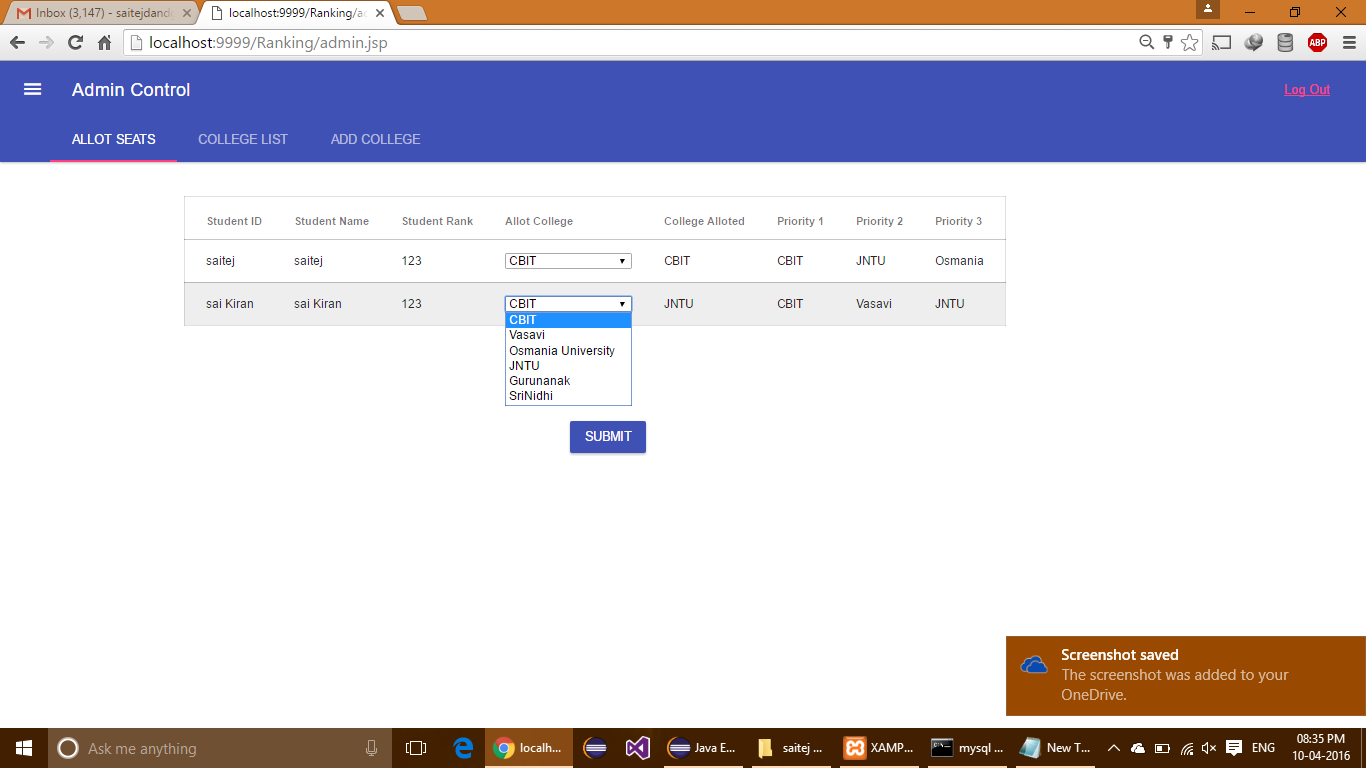 Inbox (3,147) - saitejdand
localhost:9999/Ranking/a
localhost:9999/Ranking/admin.jsp
ABP
Admin Control
Log Out
ALLOT SEATS COLLEGE LIST ADD COLLEGE
Student ID Student Name Student Rank Allot College College Alloted Priority 1 Priority 2 Priority 3
saitej saitej 123 CBIT CBIT CBIT JNTU Osmania
sai Kiran sai Kiran 123 CBIT JNTU CBIT Vasavi JNTU
CBIT
Vasavi
Osmania University
JNTU
Gurunanak
SriNidhi
SUBMIT
Screenshot saved
The screenshot was added to your
OneDrive.
Ask me anything localh... Java E... saitej ... XAMP... mysql ... New T... ENG 08:35 PM
10-04-2016